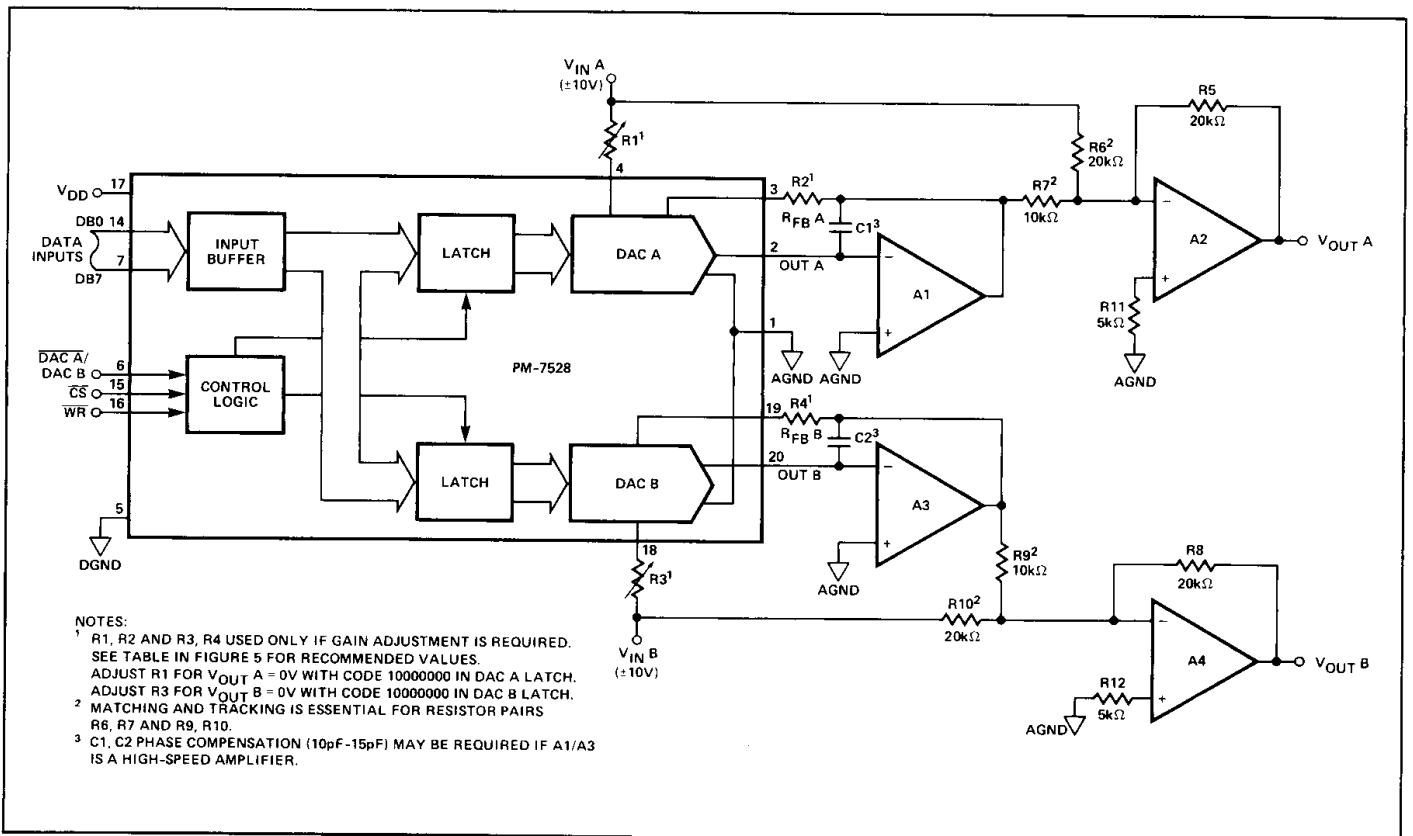 V_IN A
(±10V)
R1¹
4
V_DD
17
DB0 14
DATA
INPUTS
7
DB7
INPUT
BUFFER
LATCH
DAC A
3
R2¹
R_FB A
C1³
2
OUT A
A1
1
AGND
AGND
R7²
10kΩ
R6²
20kΩ
R5
20kΩ
A2
V_OUT A
R11
5kΩ
AGND
PM-7528
D̅A̅C̅ ̅A̅/
DAC B
6
C̅S̅
15
W̅R̅
16
CONTROL
LOGIC
LATCH
DAC B
19
R4¹
R_FB B
C2³
20
OUT B
A3
AGND
5
DGND
18
R3¹
V_IN B
(±10V)
R9²
10kΩ
R10²
20kΩ
R8
20kΩ
A4
V_OUT B
R12
5kΩ
AGND
NOTES:
¹ R1, R2 AND R3, R4 USED ONLY IF GAIN ADJUSTMENT IS REQUIRED.
SEE TABLE IN FIGURE 5 FOR RECOMMENDED VALUES.
ADJUST R1 FOR V_OUT A = 0V WITH CODE 10000000 IN DAC A LATCH.
ADJUST R3 FOR V_OUT B = 0V WITH CODE 10000000 IN DAC B LATCH.
² MATCHING AND TRACKING IS ESSENTIAL FOR RESISTOR PAIRS
R6, R7 AND R9, R10.
³ C1, C2 PHASE COMPENSATION (10pF-15pF) MAY BE REQUIRED IF A1/A3
IS A HIGH-SPEED AMPLIFIER.